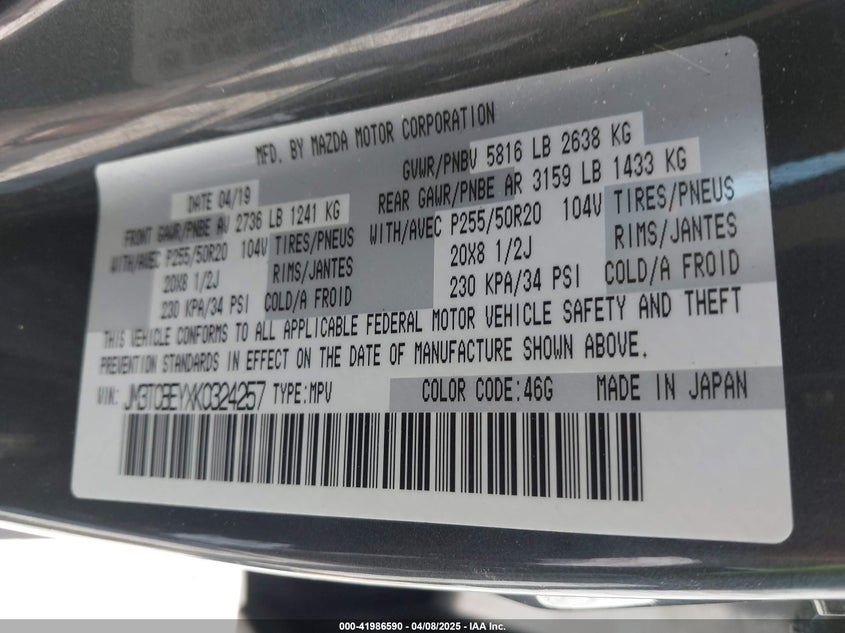 MFD. BY MAZDA MOTOR CORPORATION
DATE 04/19
GVWR/PNBV 5816 LB 2638 KG
FRONT GAWR/PNBE AV 2736 LB 1241 KG
WITH/AVEC P255/50R20 104V TIRES/PNEUS
20X8 1/2J RIMS/JANTES
230 KPA/34 PSI COLD/A FROID
REAR GAWR/PNBE AR 3159 LB 1433 KG
WITH/AVEC P255/50R20 104V TIRES/PNEUS
20X8 1/2J RIMS/JANTES
230 KPA/34 PSI COLD/A FROID
THIS VEHICLE CONFORMS TO ALL APPLICABLE FEDERAL MOTOR VEHICLE SAFETY AND THEFT
PREVENTION STANDARDS IN EFFECT ON THE DATE OF MANUFACTURE SHOWN ABOVE.
VIN: JM3TCBEYXK0324257 TYPE:MPV COLOR CODE:46G MADE IN JAPAN
000-41986590 - 04/08/2025 - IAA Inc.